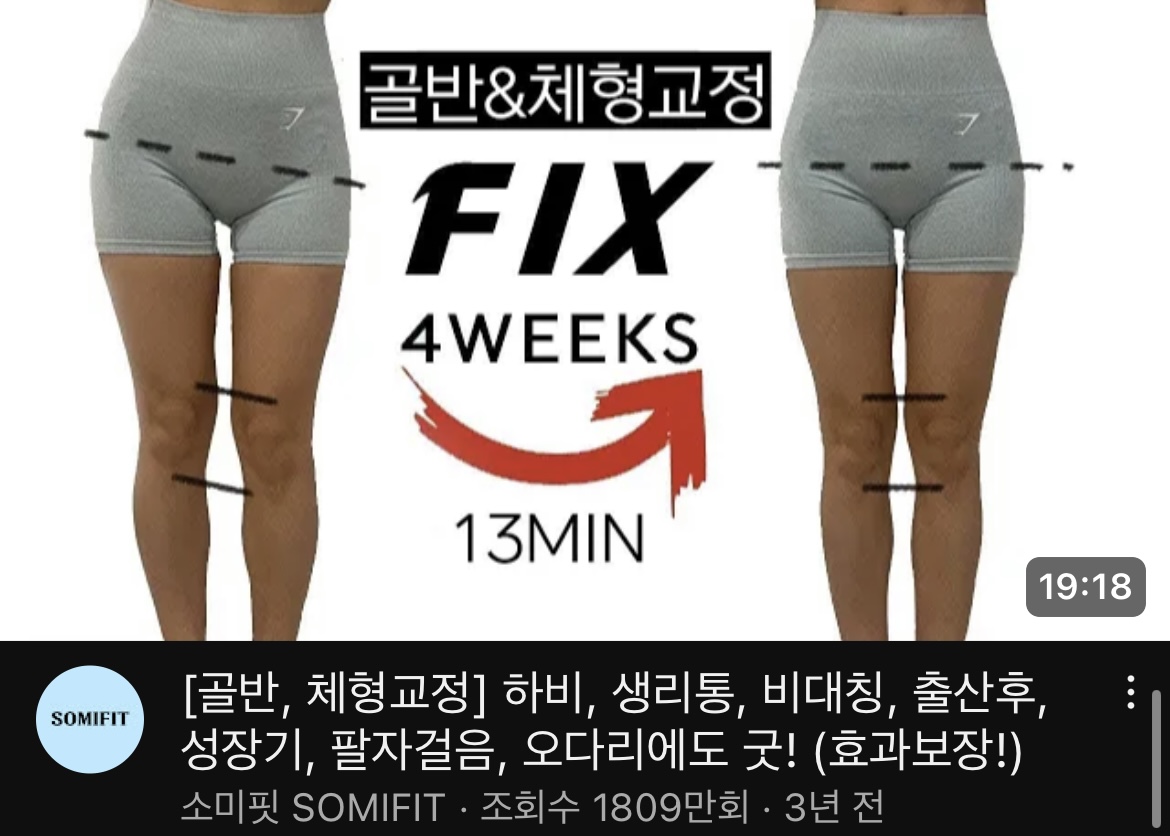 골반&체형교정
FIX
4WEEKS
13MIN
19:18
SOMIFIT
[골반, 체형교정] 하비, 생리통, 비대칭, 출산후,
성장기, 팔자걸음, 오다리에도 굿! (효과보장!)
소미핏 SOMIFIT · 조회수 1809만회 · 3년 전